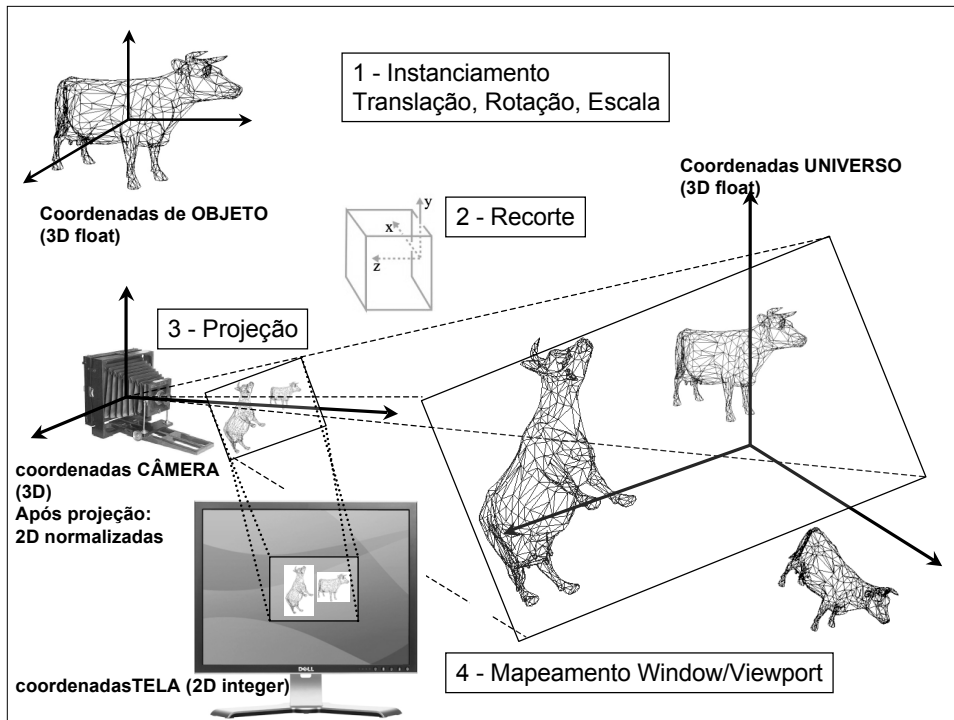 1 - Instanciamento
Translação, Rotação, Escala
Coordenadas UNIVERSO
(3D float)
Coordenadas de OBJETO
(3D float)
y
x
z
2 - Recorte
3 - Projeção
coordenadas CÂMERA
(3D)
Após projeção:
2D normalizadas
DELL
coordenadasTELA (2D integer)
4 - Mapeamento Window/Viewport